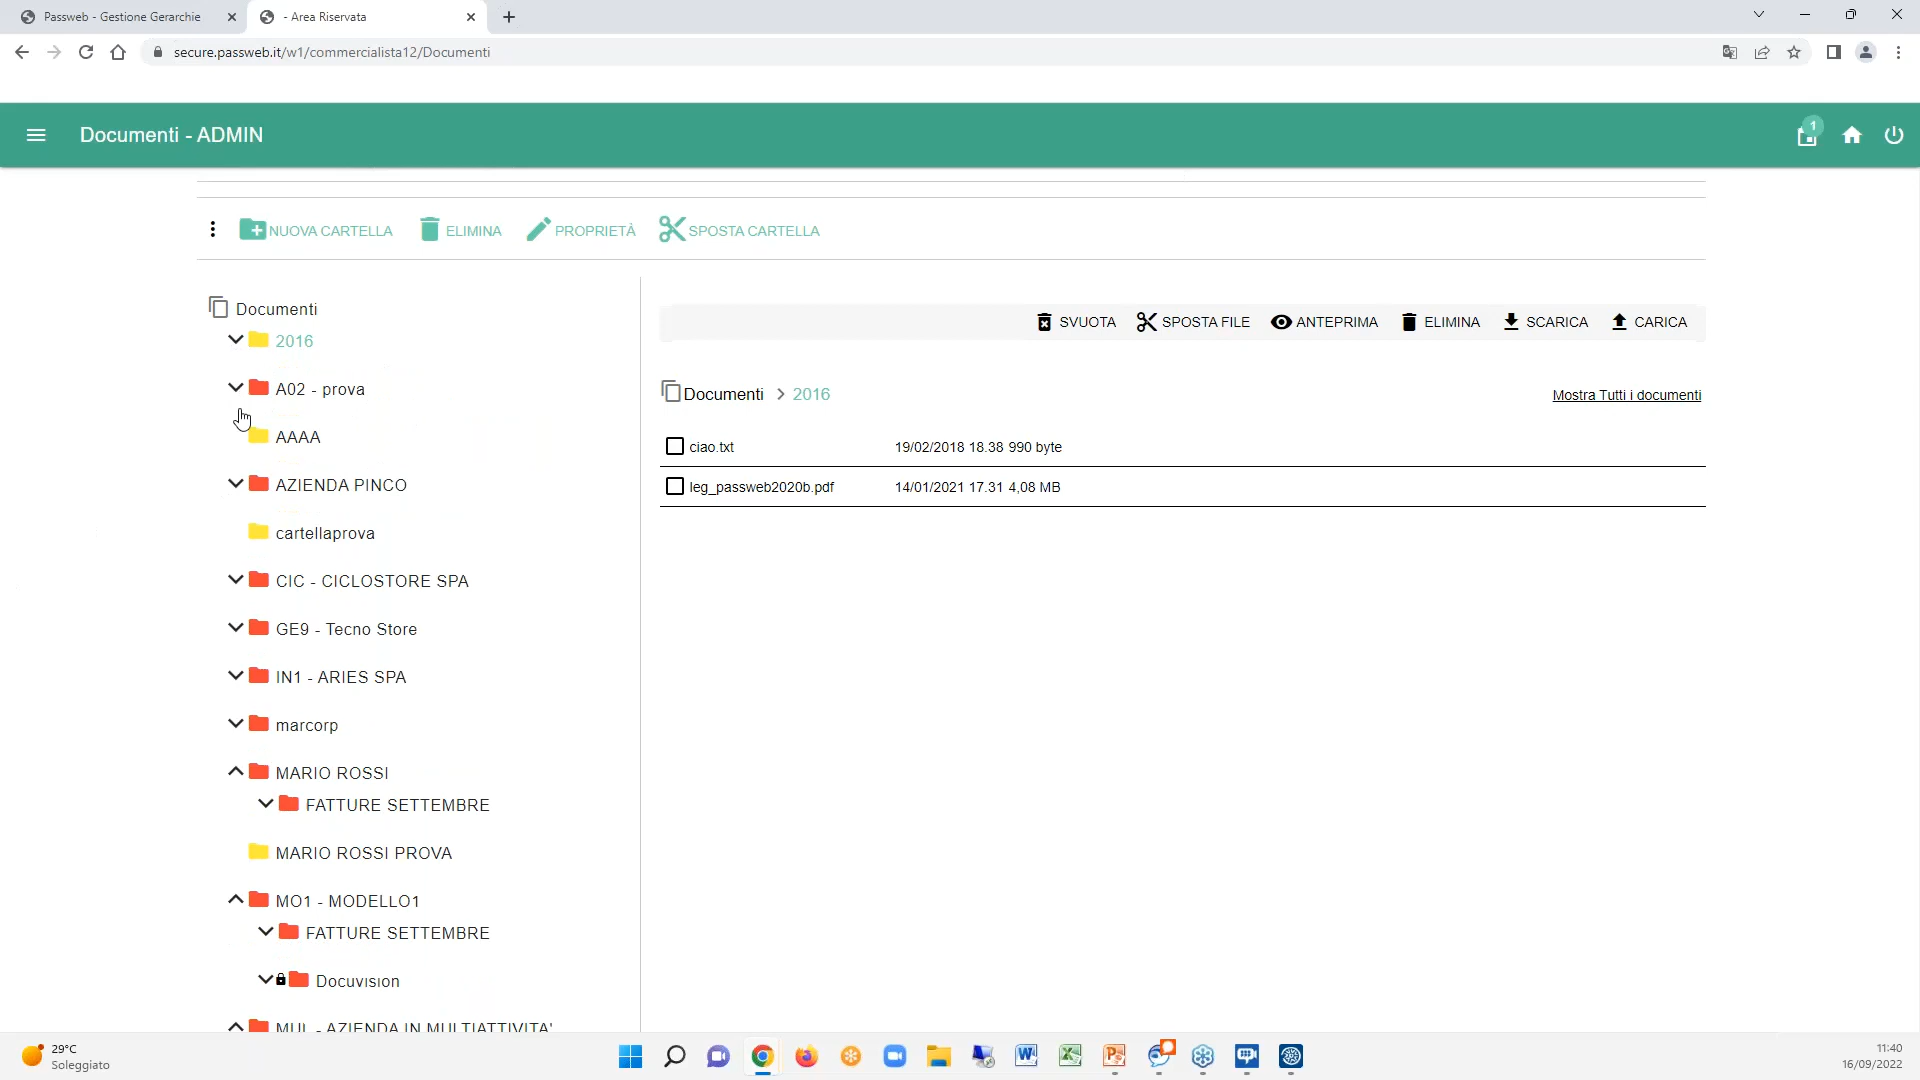 Passweb - Gestione Gerarchie
- Area Riservata
secure.passweb.it/w1/commercialista12/Documenti
Documenti - ADMIN
1
NUOVA CARTELLA
ELIMINA
PROPRIETÀ
SPOSTA CARTELLA
Documenti
2016
A02 - prova
AAAA
AZIENDA PINCO
cartellaprova
CIC - CICLOSTORE SPA
GE9 - Tecno Store
IN1 - ARIES SPA
marcorp
MARIO ROSSI
FATTURE SETTEMBRE
MARIO ROSSI PROVA
MO1 - MODELLO1
FATTURE SETTEMBRE
Docuvision
MUL - AZIENDA IN MULTIATTIVITA'
SVUOTA
SPOSTA FILE
ANTEPRIMA
ELIMINA
SCARICA
CARICA
Documenti > 2016
Mostra Tutti i documenti
ciao.txt 19/02/2018 18.38 990 byte
leg_passweb2020b.pdf 14/01/2021 17.31 4,08 MB
29°C
Soleggiato
11:40
16/09/2022